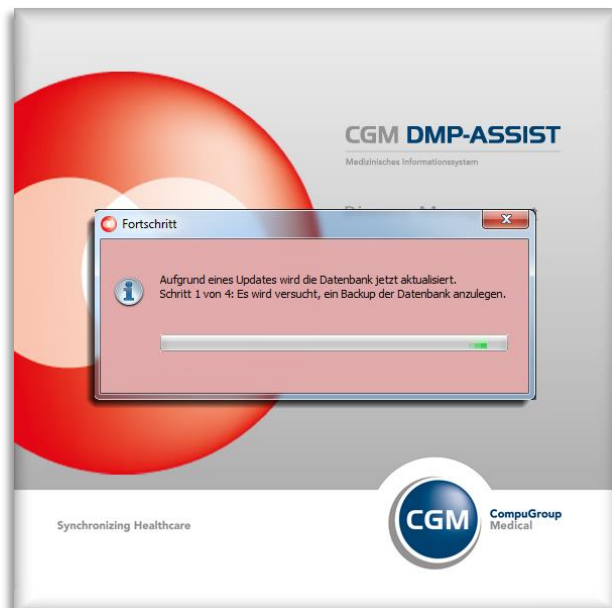 CGM DMP-ASSIST
Medizinisches Informationssystem
Fortschritt
Aufgrund eines Updates wird die Datenbank jetzt aktualisiert.
Schritt 1 von 4: Es wird versucht, ein Backup der Datenbank anzulegen.
Synchronizing Healthcare
CGM
CompuGroup
Medical